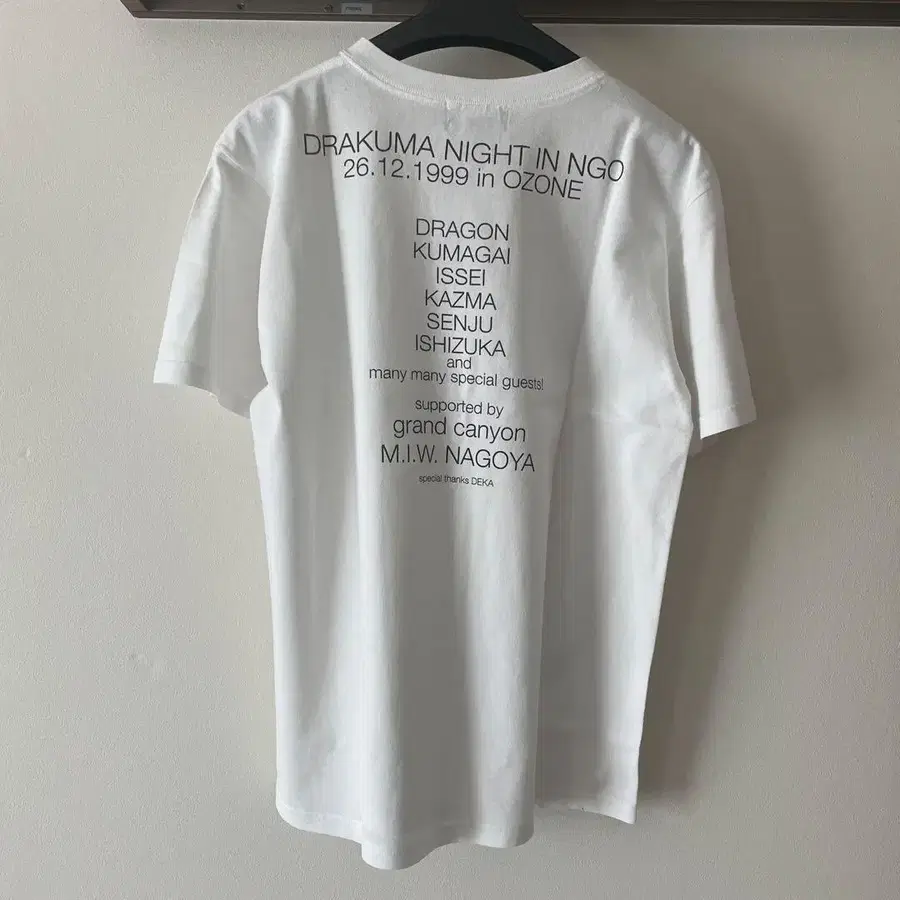 DRAKUMA NIGHT IN NGO
26.12.1999 in OZONE
DRAGON
KUMAGAI
ISSEI
KAZMA
SENJU
ISHIZUKA
and
many many special guests!
supported by
grand canyon
M.I.W. NAGOYA
special thanks DEKA